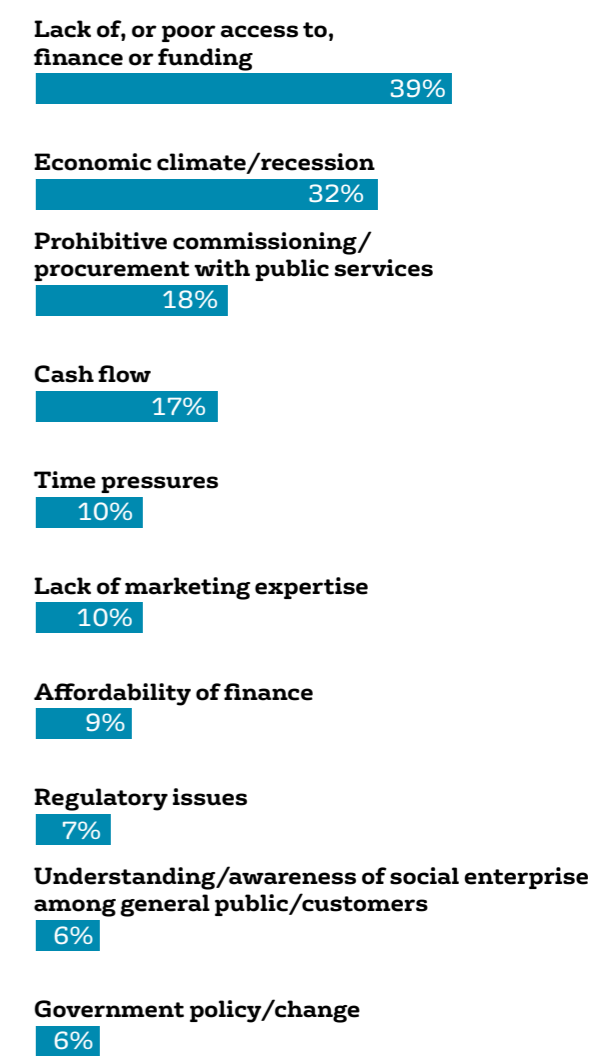 Lack of, or poor access to,
finance or funding
39%
Economic climate/recession
32%
Prohibitive commissioning/
procurement with public services
18%
Cash flow
17%
Time pressures
10%
Lack of marketing expertise
10%
Affordability of finance
9%
Regulatory issues
7%
Understanding/awareness of social enterprise
among general public/customers
6%
Government policy/change
6%